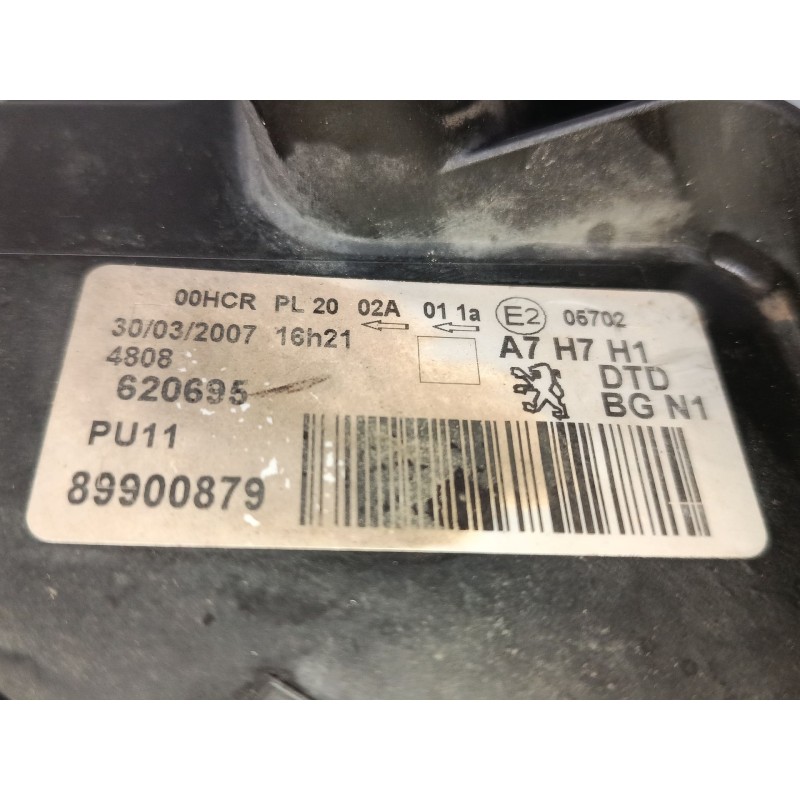 00HCR PL 20 02A 01 1a E2 05702
30/03/2007 16h21 A7 H7 H1
4808 DTD
620695 BG N1
PU11
89900879